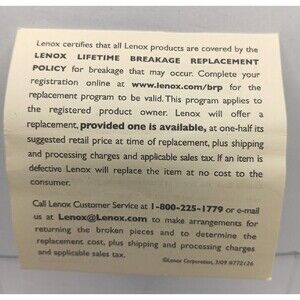 Lenox certifies that all Lenox products are covered by the
LENOX LIFETIME BREAKAGE REPLACEMENT
POLICY for breakage that may occur. Complete your
registration online at www.lenox.com/brp for the
replacement program to be valid. This program applies to
the registered product owner. Lenox will offer a
replacement, provided one is available, at one-half its
suggested retail price at time of replacement, plus shipping
and processing charges and applicable sales tax. If an item is
defective Lenox will replace the item at no cost to the
consumer.
Call Lenox Customer Service at 1-800-225-1779 or e-mail
us at Lenox@Lenox.com to make arrangements for
returning the broken pieces and to determine the
replacement cost, plus shipping and processing charges
and applicable sales tax.
©Lenox Corporation, 3/09 6772126